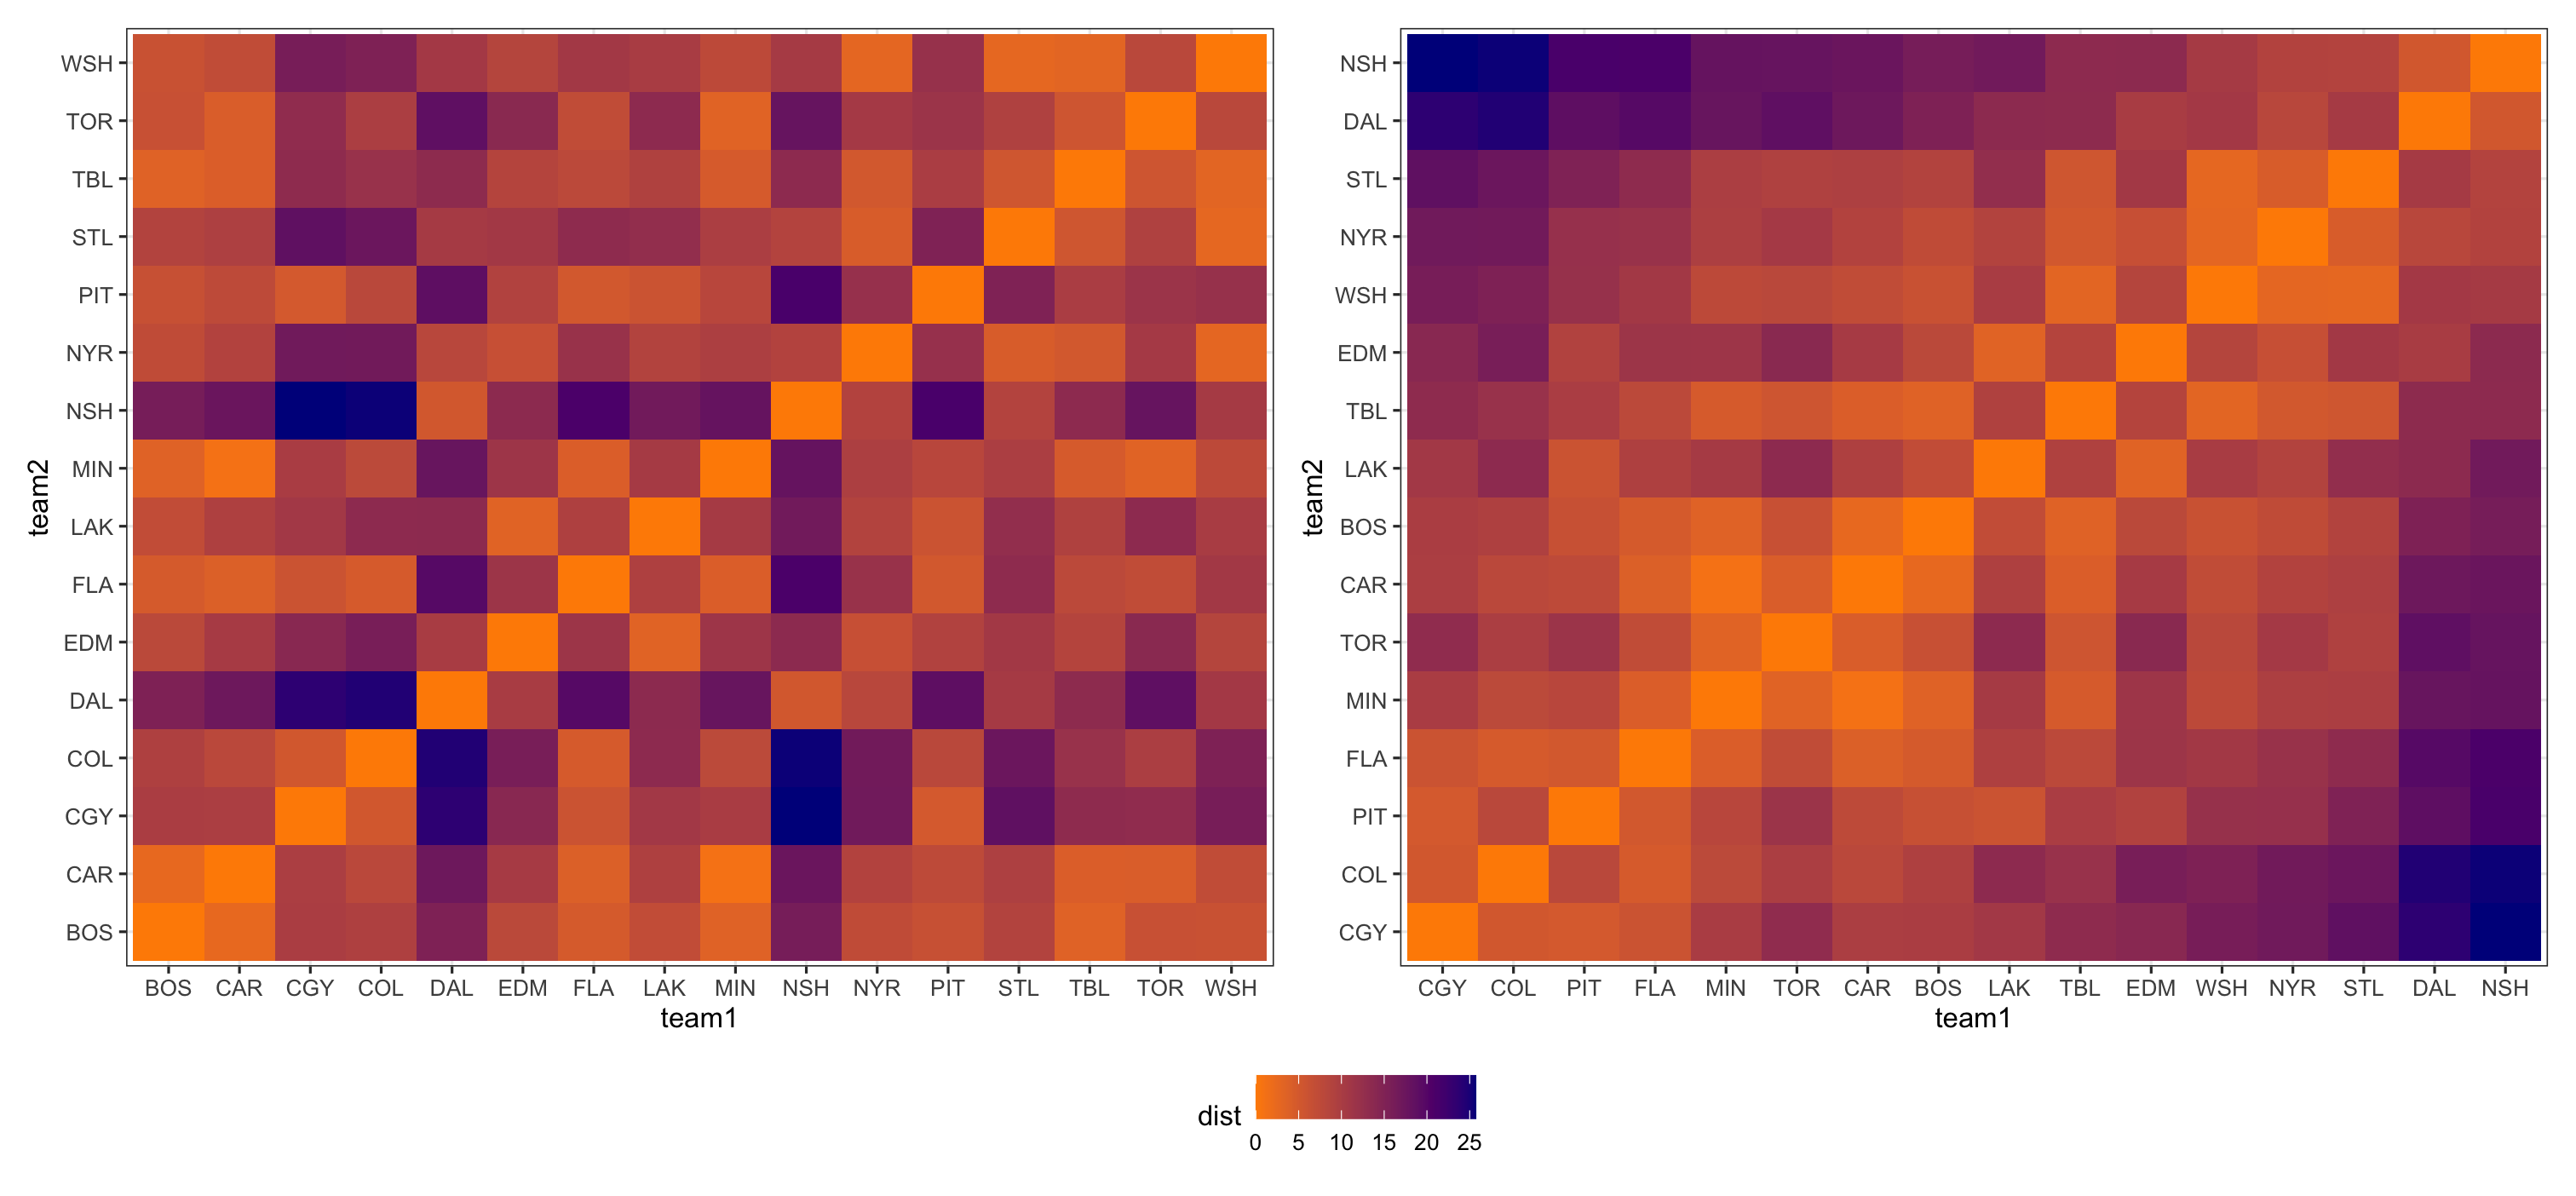 WSH
TOR
TBL
STL
PIT
NYR
NSH
MIN
LAK
FLA
EDM
DAL
COL
CGY
CAR
BOS
team2
BOS CAR CGY COL DAL EDM FLA LAK MIN NSH NYR PIT STL TBL TOR WSH
team1
NSH
DAL
STL
NYR
WSH
EDM
TBL
LAK
BOS
CAR
TOR
MIN
FLA
PIT
COL
CGY
team2
CGY COL PIT FLA MIN TOR CAR BOS LAK TBL EDM WSH NYR STL DAL NSH
team1
dist
0 5 10 15 20 25